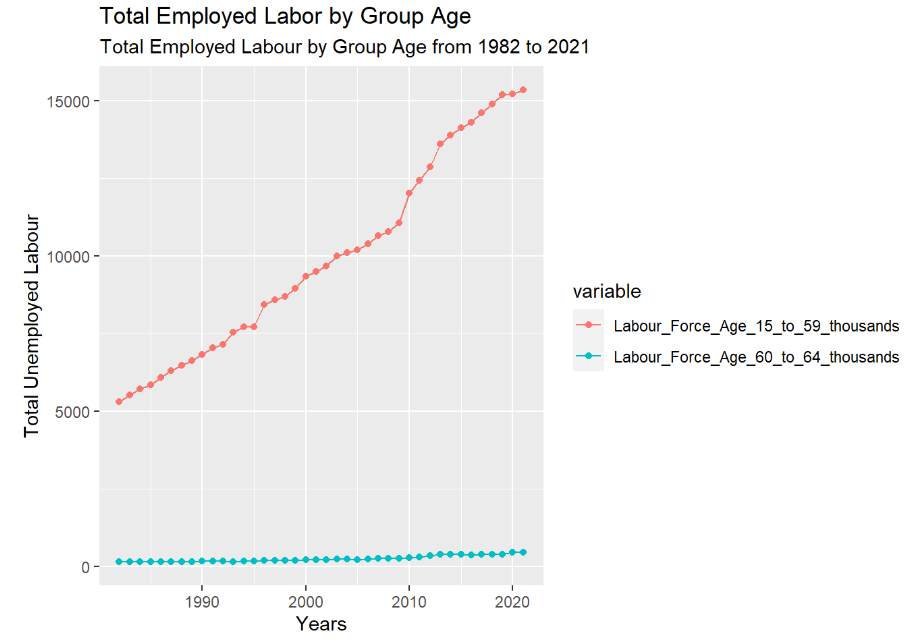 Total Employed Labor by Group Age
Total Employed Labour by Group Age from 1982 to 2021
Total Unemployed Labour
15000
10000
5000
0
1990
2000
2010
2020
Years
variable
Labour_Force_Age_15_to_59_thousands
Labour_Force_Age_60_to_64_thousands